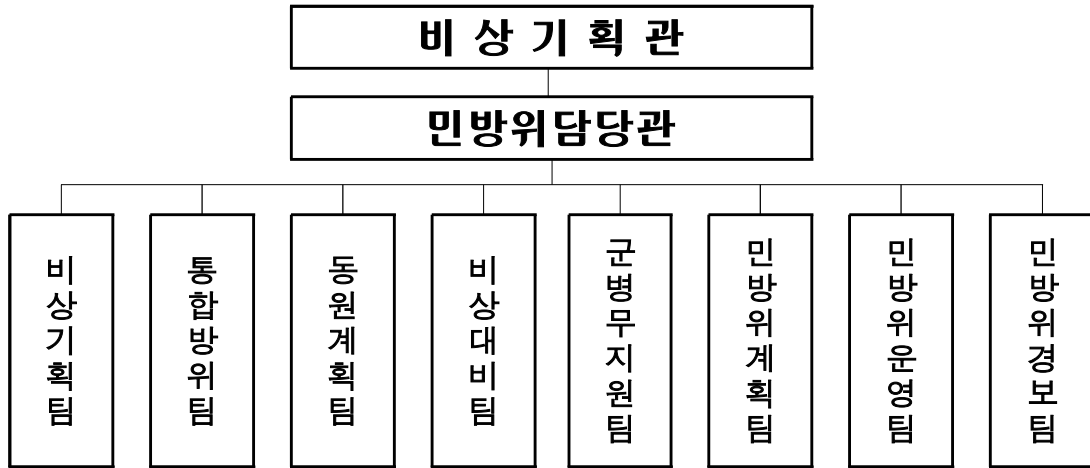 비 상 기 획 관
민방위담당관
비상기획팀
통합방위팀
동원계획팀
비상대비팀
군병무지원팀
민방위계획팀
민방위운영팀
민방위경보팀